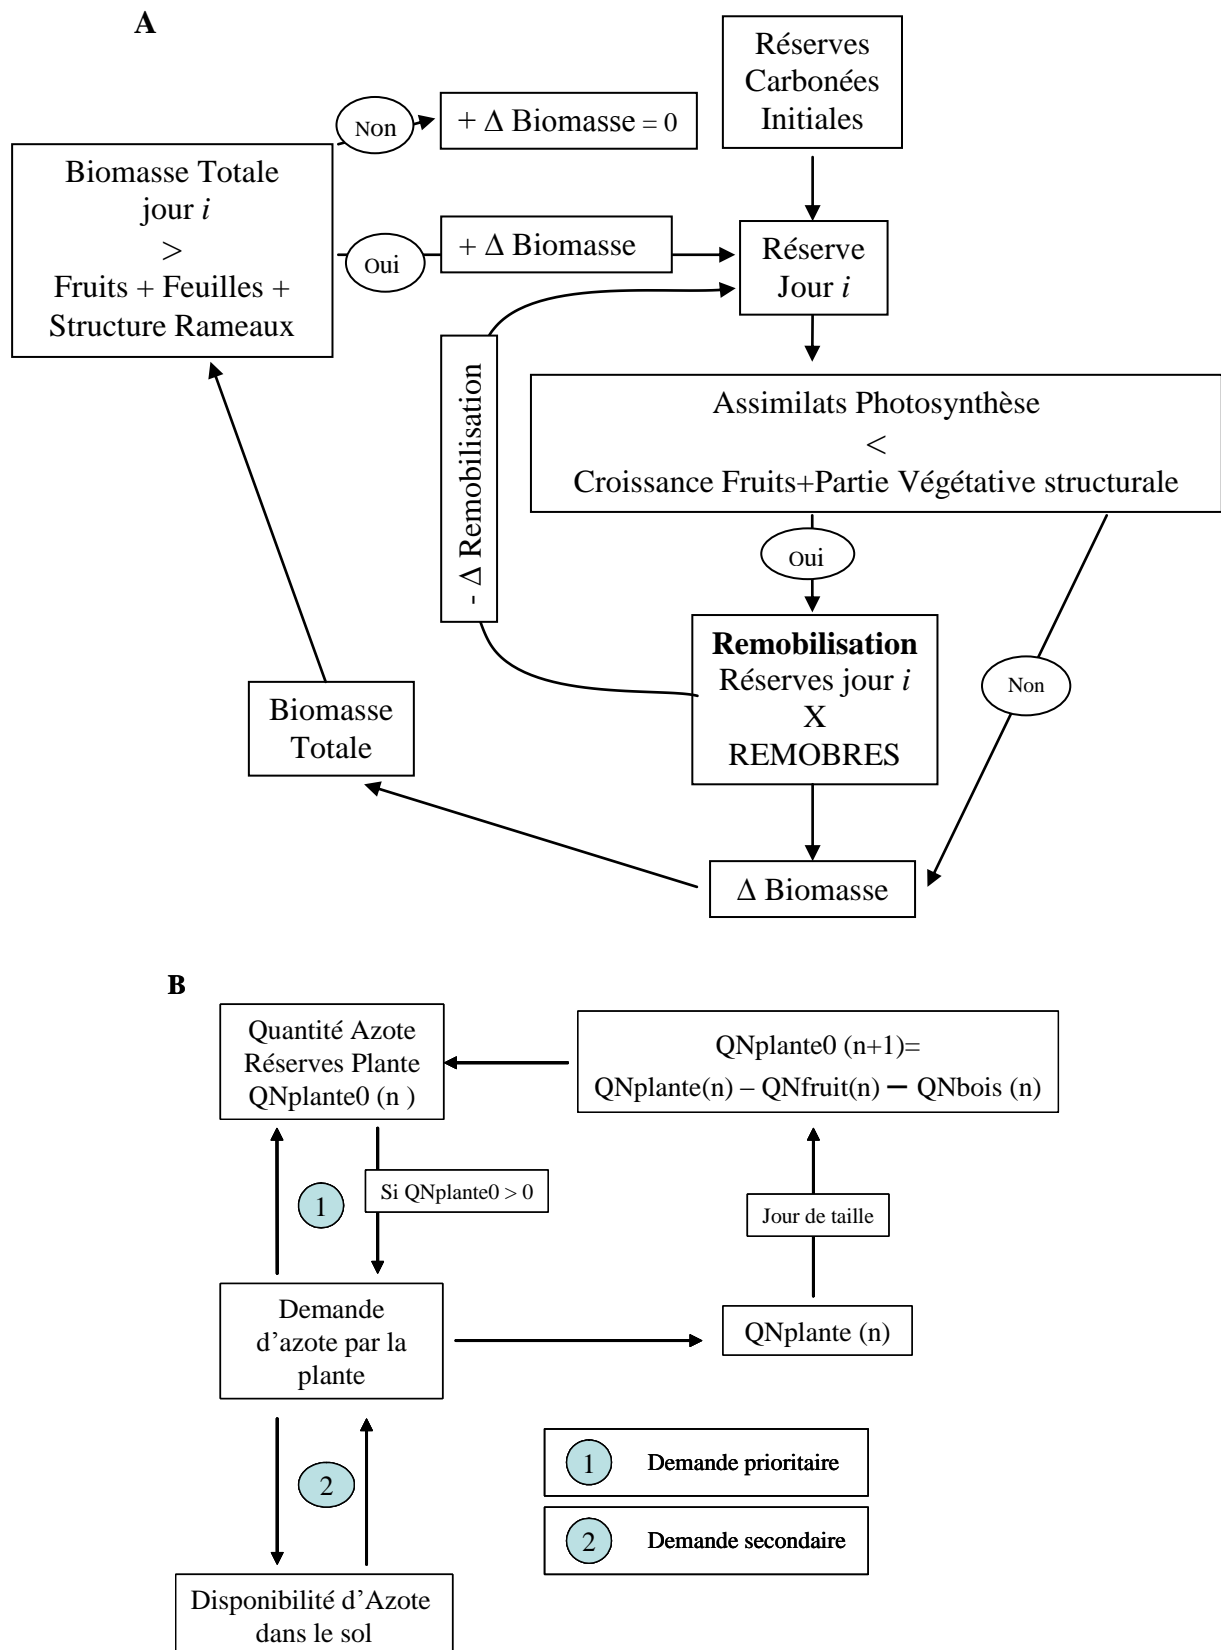 A
Réserves
Carbonées
Initiales
Non
+ Δ Biomasse = 0
Biomasse Totale
jour i
>
Fruits + Feuilles +
Structure Rameaux
Oui
+ Δ Biomasse
Réserve
Jour i
- Δ Remobilisation
Assimilats Photosynthèse
<
Croissance Fruits+Partie Végétative structurale
Oui
Non
Remobilisation
Réserves jour i
X
REMOBRES
Biomasse
Totale
Δ Biomasse
B
Quantité Azote
Réserves Plante
QNplante0 (n )
QNplante0 (n+1)=
QNplante(n) – QNfruit(n) – QNbois (n)
1
Si QNplante0 > 0
Jour de taille
Demande
d'azote par la
plante
QNplante (n)
2
1 Demande prioritaire
2 Demande secondaire
Disponibilité d'Azote
dans le sol